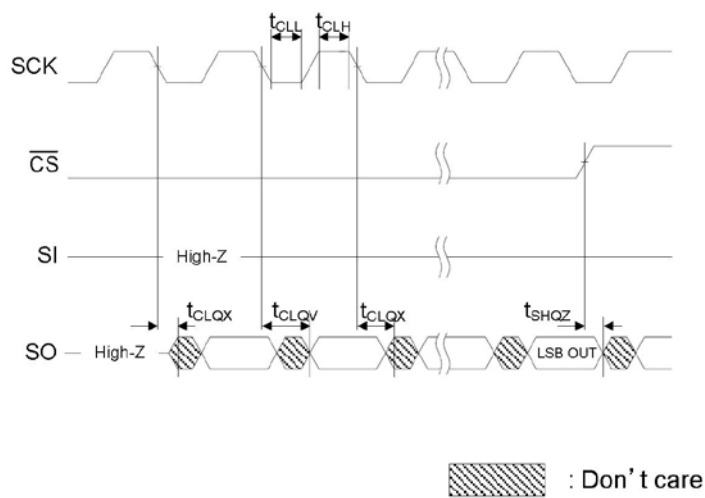 tCLL tCLH
SCK
CS
SI High-Z
tCLQX tCLQV tCLQX tSHQZ
SO High-Z LSB OUT
: Don't care